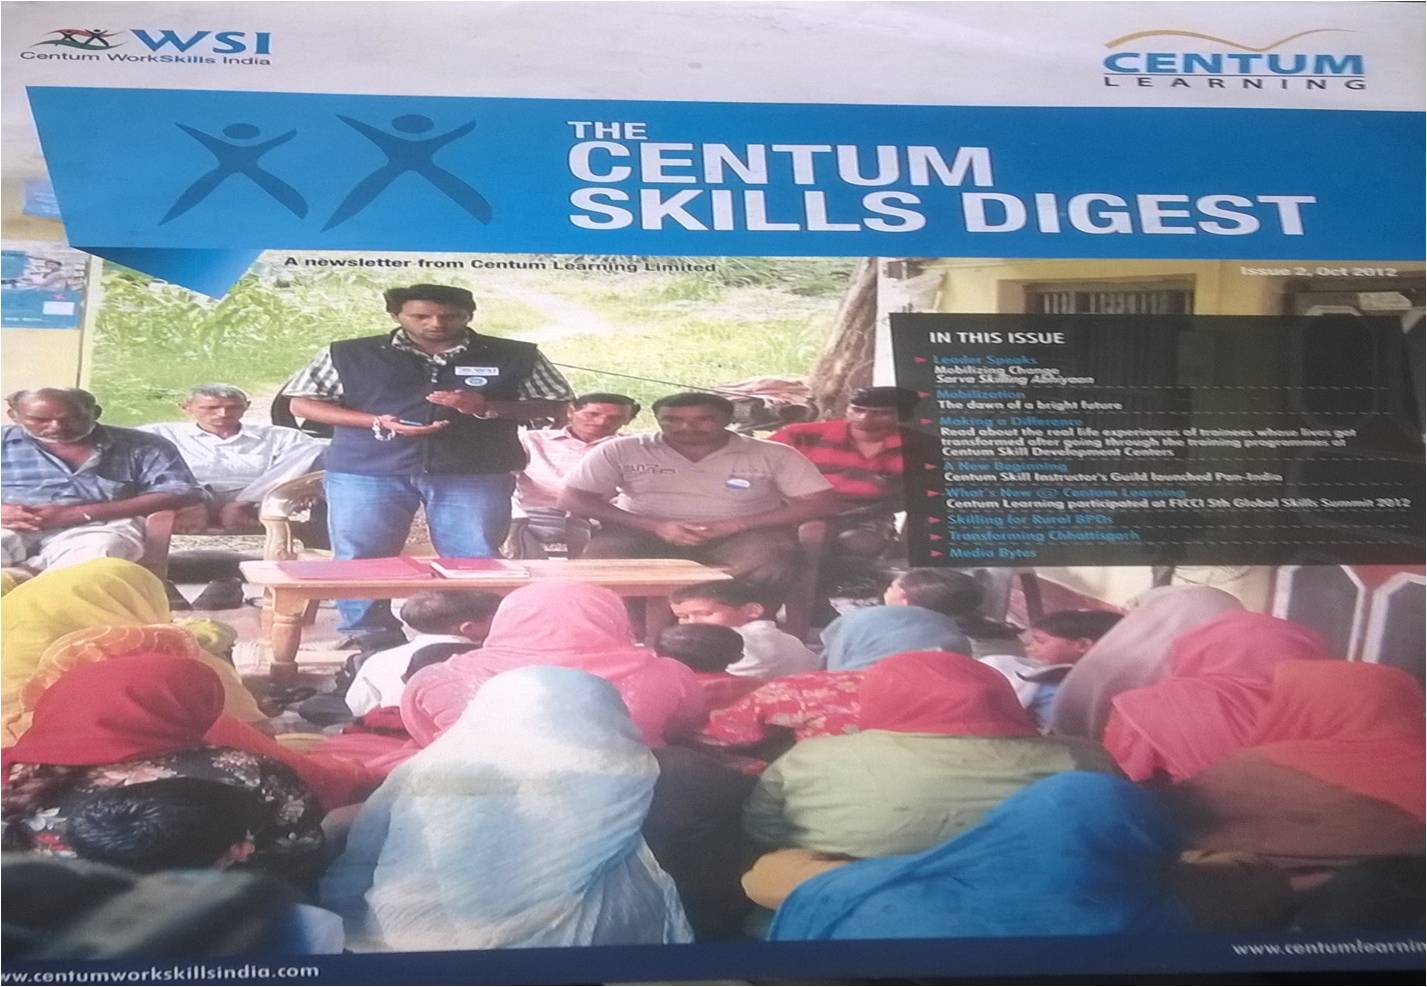 WSI
Centum WorkSkills India
CENTUM
LEARNING
THE
CENTUM
SKILLS DIGEST
A newsletter from Centum Learning Limited
Issue 2, Oct 2012
WSI
IN THIS ISSUE
Leader Speaks
Mobilizing Change
Sarva Skilling Abhiyaan
Mobilization
The dawn of a bright future
Making a Difference
Read about the real life experiences of trainees whose lives got
transformed after going through the training programmes at
Centum Skill Development Centers
A New Beginning
Centum Skill Instructor's Guild launched Pan-India
What's New @ Centum Learning
Centum Learning participated at FICCI 5th Global Skills Summit 2012
Skilling for Rural BPOs
Transforming Chhattisgarh
Media Bytes
ww.centumworkskillsindia.com
www.centumlearnin